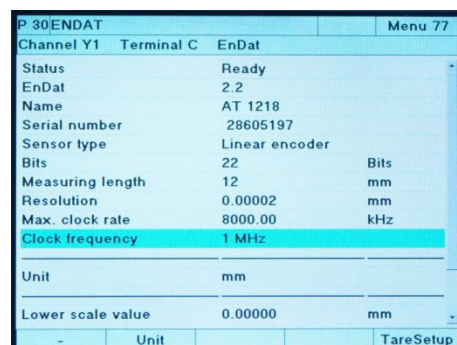 P 30 ENDAT Menu 77
Channel Y1 Terminal C EnDat
Status Ready
EnDat 2.2
Name AT 1218
Serial number 28605197
Sensor type Linear encoder
Bits 22 Bits
Measuring length 12 mm
Resolution 0.00002 mm
Max. clock rate 8000.00 kHz
Clock frequency 1 MHz
Unit mm
Lower scale value 0.00000 mm
- Unit TareSetup